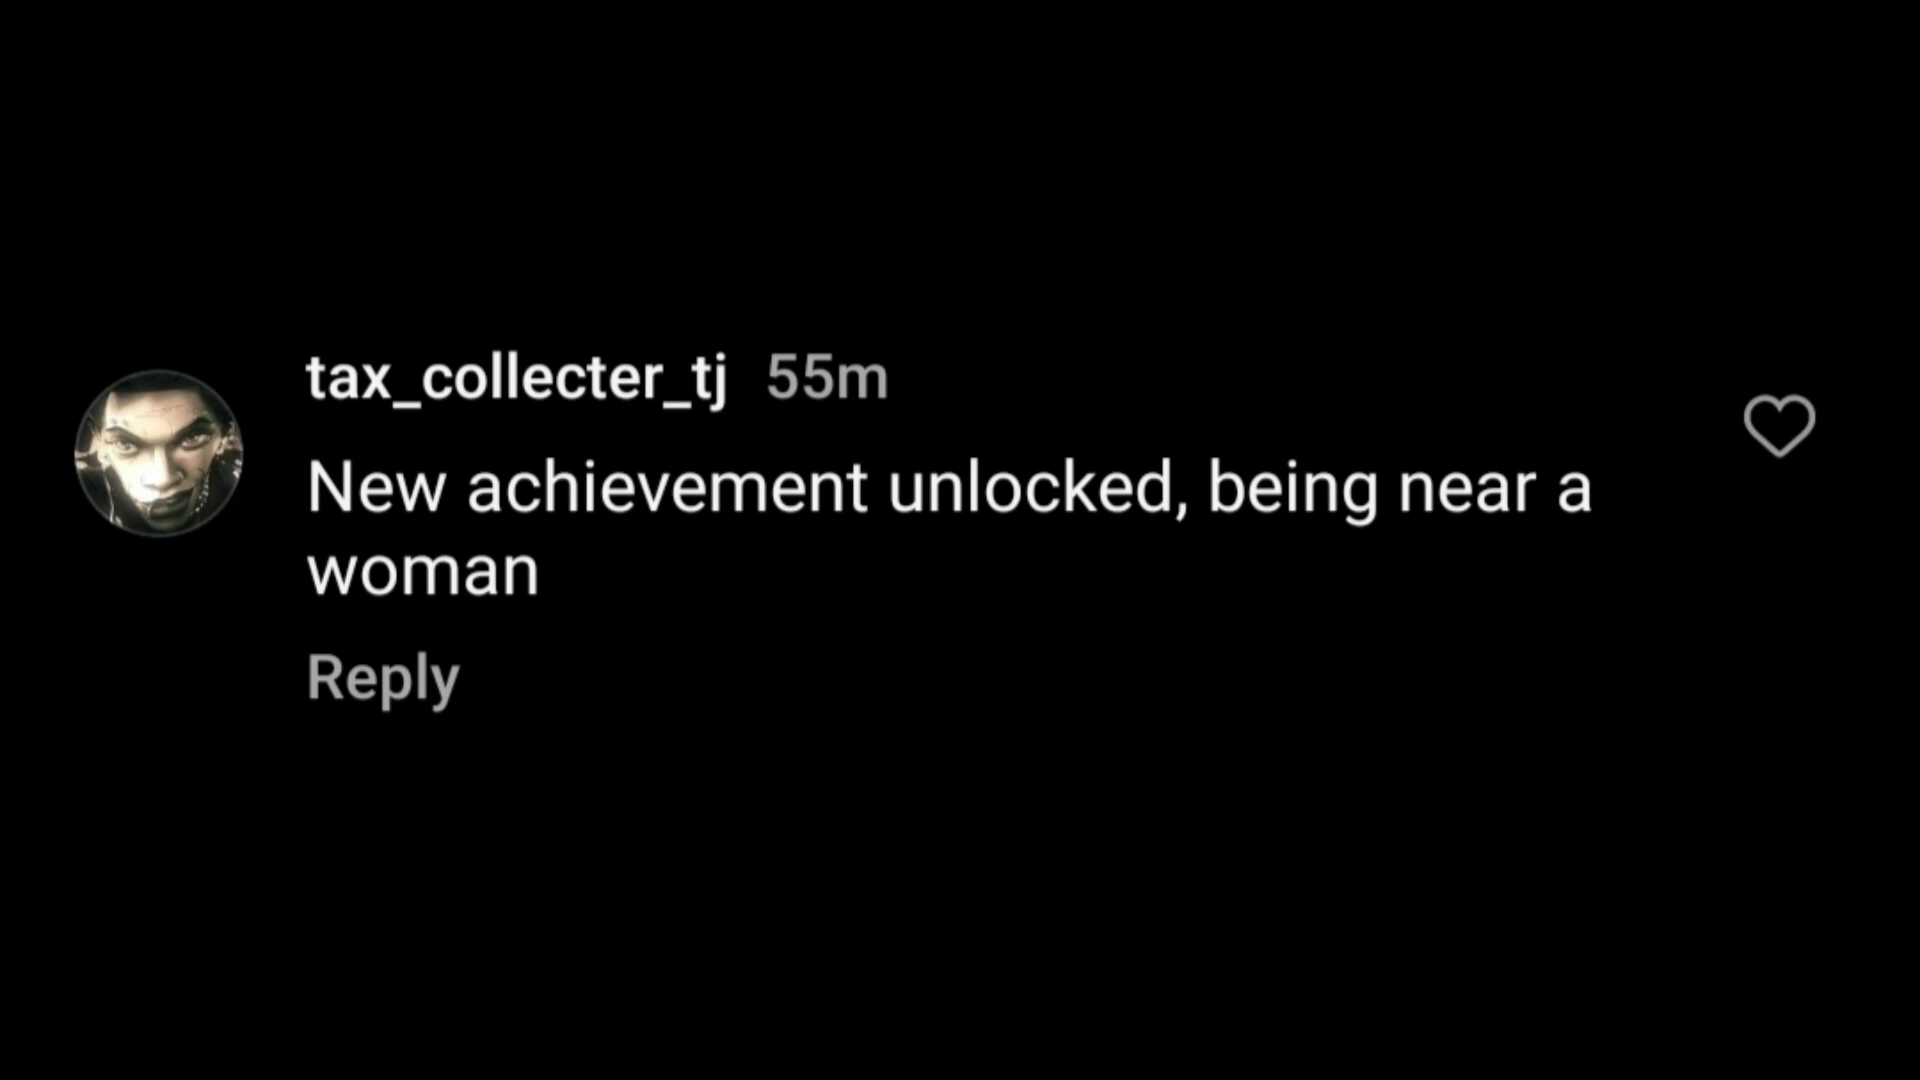 tax_collecter_tj 55m
New achievement unlocked, being near a
woman
Reply